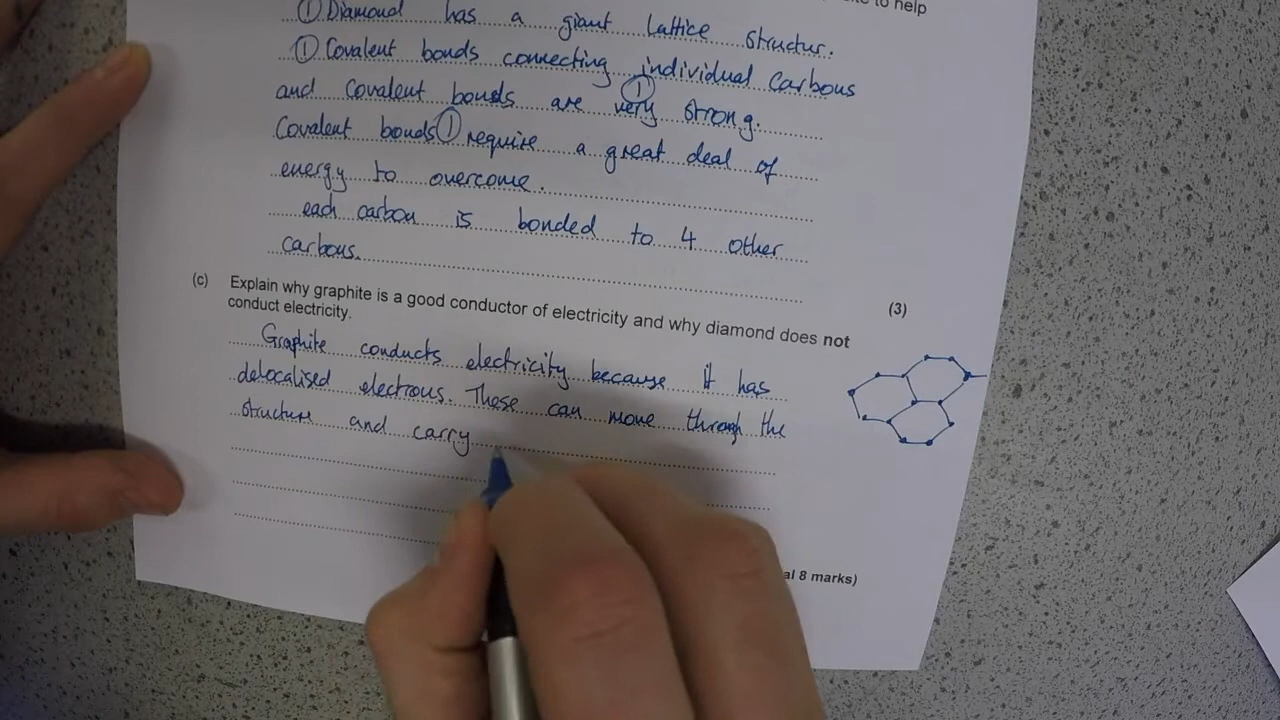 to help
① Diamond has a giant lattice structur.
① Covalent bonds connecting individual carbons
①
and covalent bonds are very strong.
Covalent bonds ① require a great deal of
energy to overcome.
each carbon is bonded to 4 other
carbons.
(c) Explain why graphite is a good conductor of electricity and why diamond does not
conduct electricity.
(3)
Graphite conducts electricity because it has
delocalised electrons. These can move through the
structure and carry
al 8 marks)